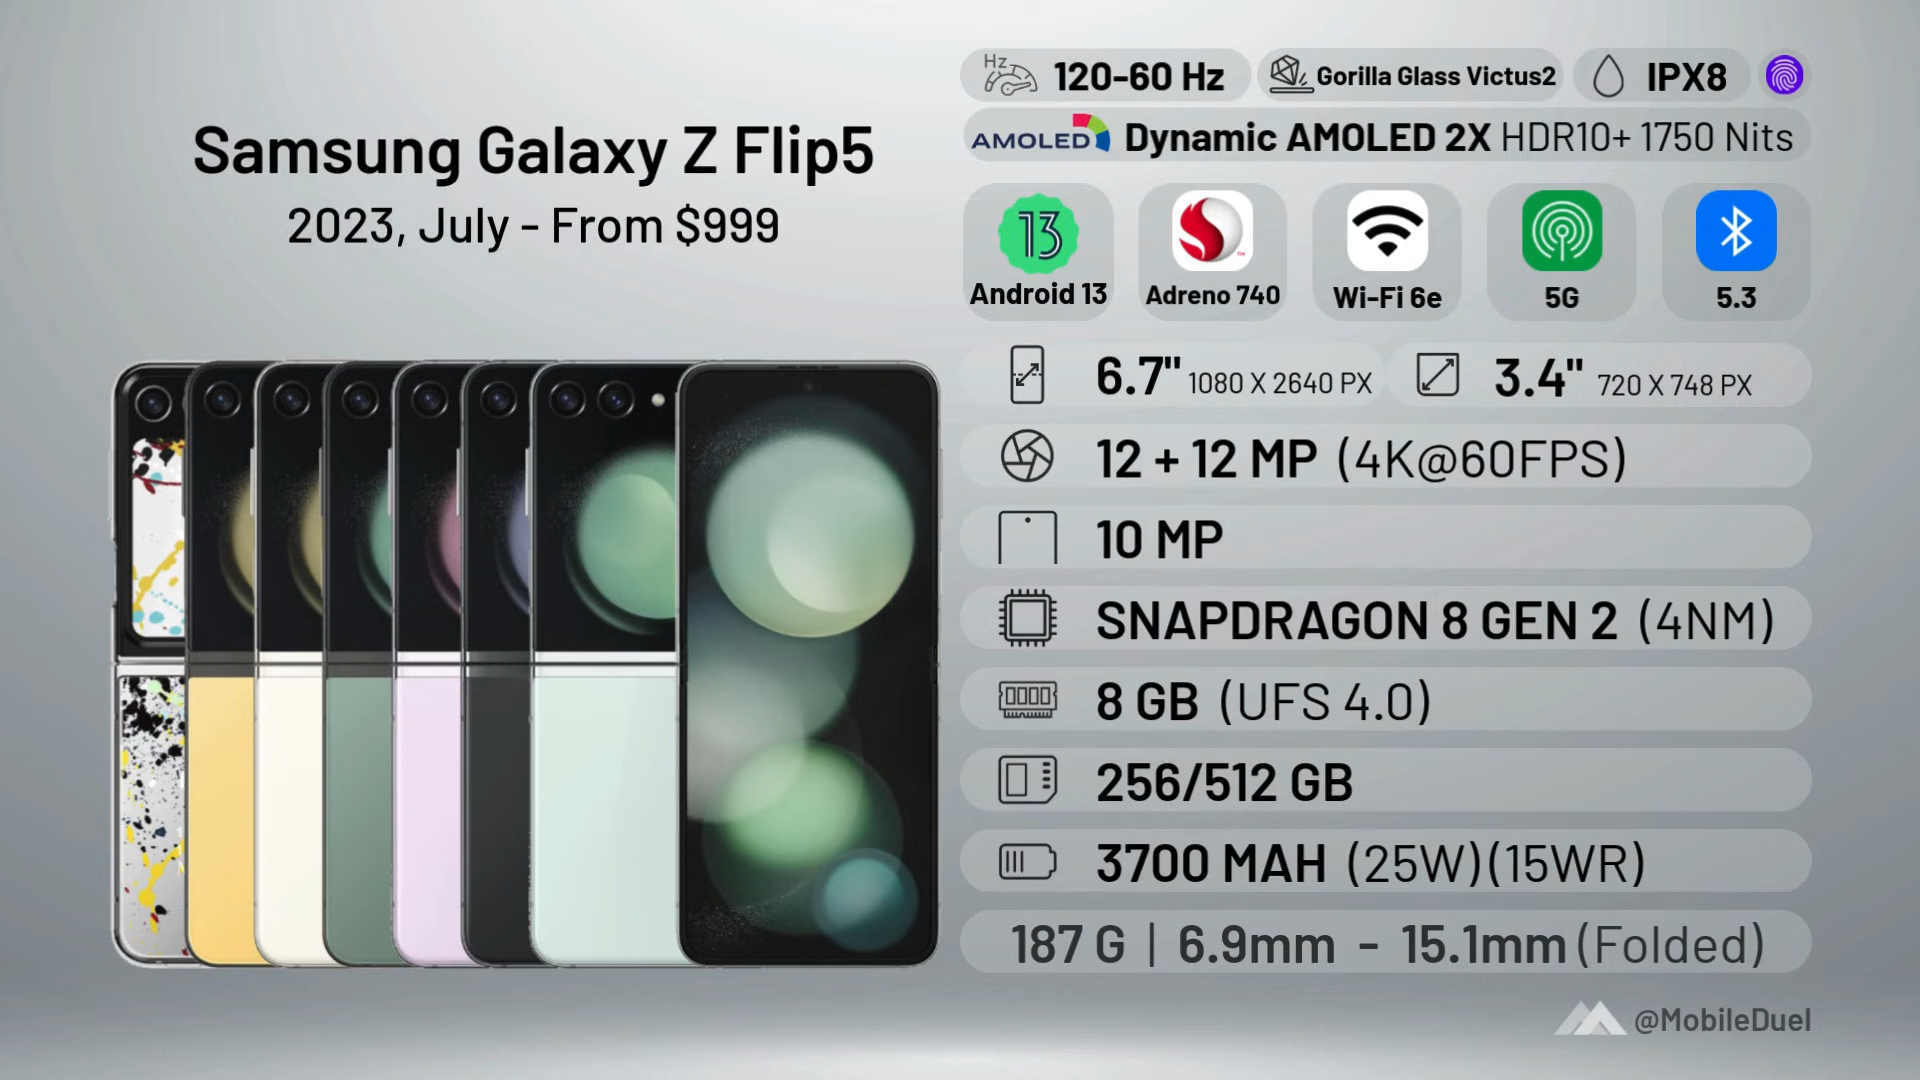 Samsung Galaxy Z Flip5
2023, July - From $999
Hz 120-60 Hz
Gorilla Glass Victus2
IPX8
AMOLED Dynamic AMOLED 2X HDR10+ 1750 Nits
13
Android 13
Adreno 740
Wi-Fi 6e
5G
5.3
6.7" 1080 X 2640 PX
3.4" 720 X 748 PX
12 + 12 MP (4K@60FPS)
10 MP
SNAPDRAGON 8 GEN 2 (4NM)
8 GB (UFS 4.0)
256/512 GB
3700 MAH (25W)(15WR)
187 G | 6.9mm - 15.1mm (Folded)
@MobileDuel